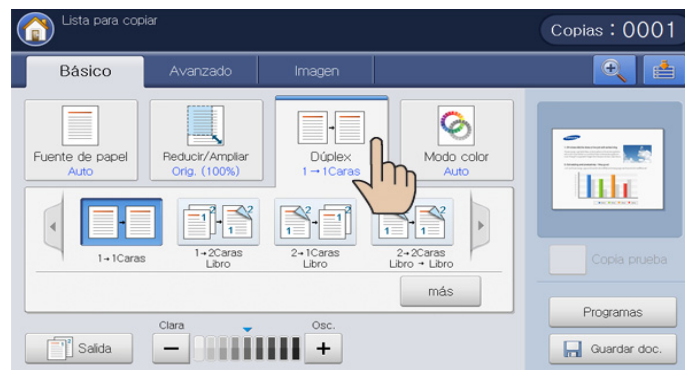 Lista para copiar
Copias : 0001
Básico
Avanzado
Imagen
Fuente de papel
Auto
Reducir/Ampliar
Orig. (100%)
Dúplex
1→1Caras
Modo color
Auto
1→1Caras
1→2Caras
Libro
2→1Caras
Libro
2→2Caras
Libro → Libro
más
Copia prueba
Clara
Osc.
Salida
Programas
Guardar doc.